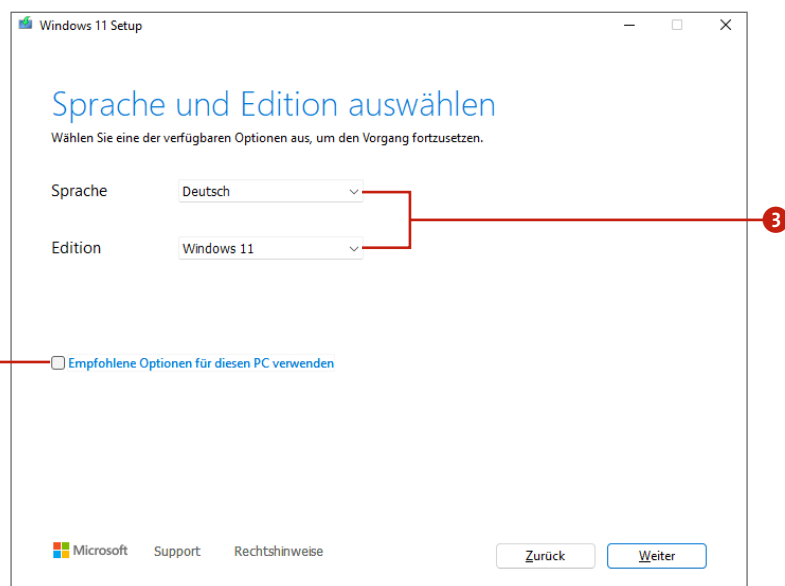 Windows 11 Setup
Sprache und Edition auswählen
Wählen Sie eine der verfügbaren Optionen aus, um den Vorgang fortzusetzen.
Sprache Deutsch
3
Edition Windows 11
Empfohlene Optionen für diesen PC verwenden
Microsoft Support Rechtshinweise Zurück Weiter